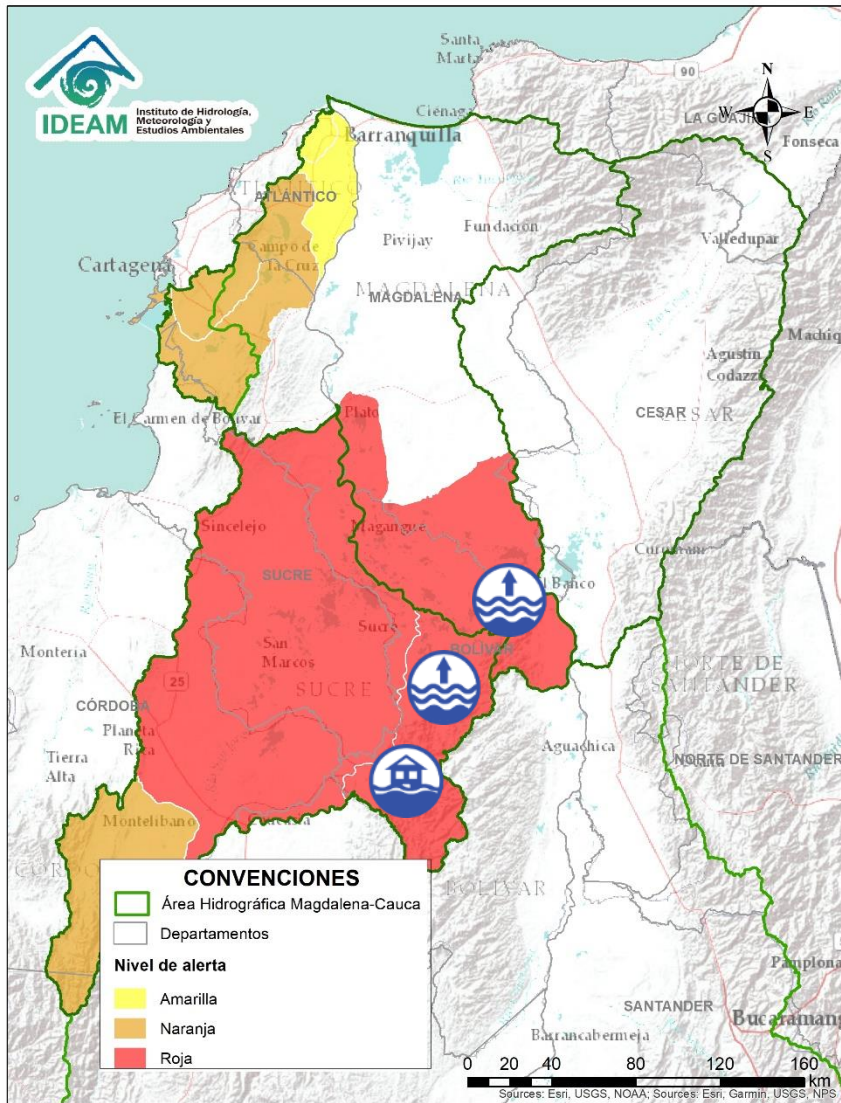 IDEAM
Instituto de Hidrología,
Meteorología y
Estudios Ambientales
Santa
Marta
90
N
W
E
S
LA GUAJIRA
Fonseca
Ciénaga
Barranquilla
ATLÁNTICO
ATLÁNTICO
Fundación
Pivijay
Valledupar
Campo de
la Cruz
Cartagena
MAGDALENA
MAGDALENA
Agustín
Codazzi
CESAR
CESAR
El Carmen de Bolívar
Plato
Sincelejo
Magangué
SUCRE
Sucre
BOLÍVAR
San
Marcos
SUCRE
Montería
25
NORTE DE
SANTANDER
CÓRDOBA
Planeta
Rica
Tierra
Alta
Aguachica
NORTE DE SANTANDER
Montelíbano
BOLÍVAR
CONVENCIONES
Área Hidrográfica Magdalena-Cauca
Departamentos
Nivel de alerta
Amarilla
Naranja
Roja
Pamplona
SANTANDER
Barrancabermeja
0 20 40 80 120 160
km
Sources: Esri, USGS, NOAA; Sources: Esri, Garmin, USGS, NPS